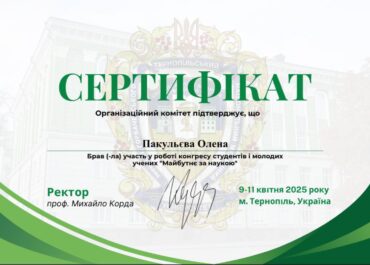 ТЕРНОПІЛЬСЬКИЙ
СЕРТИФІКАТ
Організаційний комітет підтверджує, що
Пакульєва Олена
Брав (-ла) участь у роботі конгресу студентів і молодих
учених "Майбутнє за наукою"
Ректор
проф. Михайло Корда
9-11 квітня 2025 року
м. Тернопіль, Україна